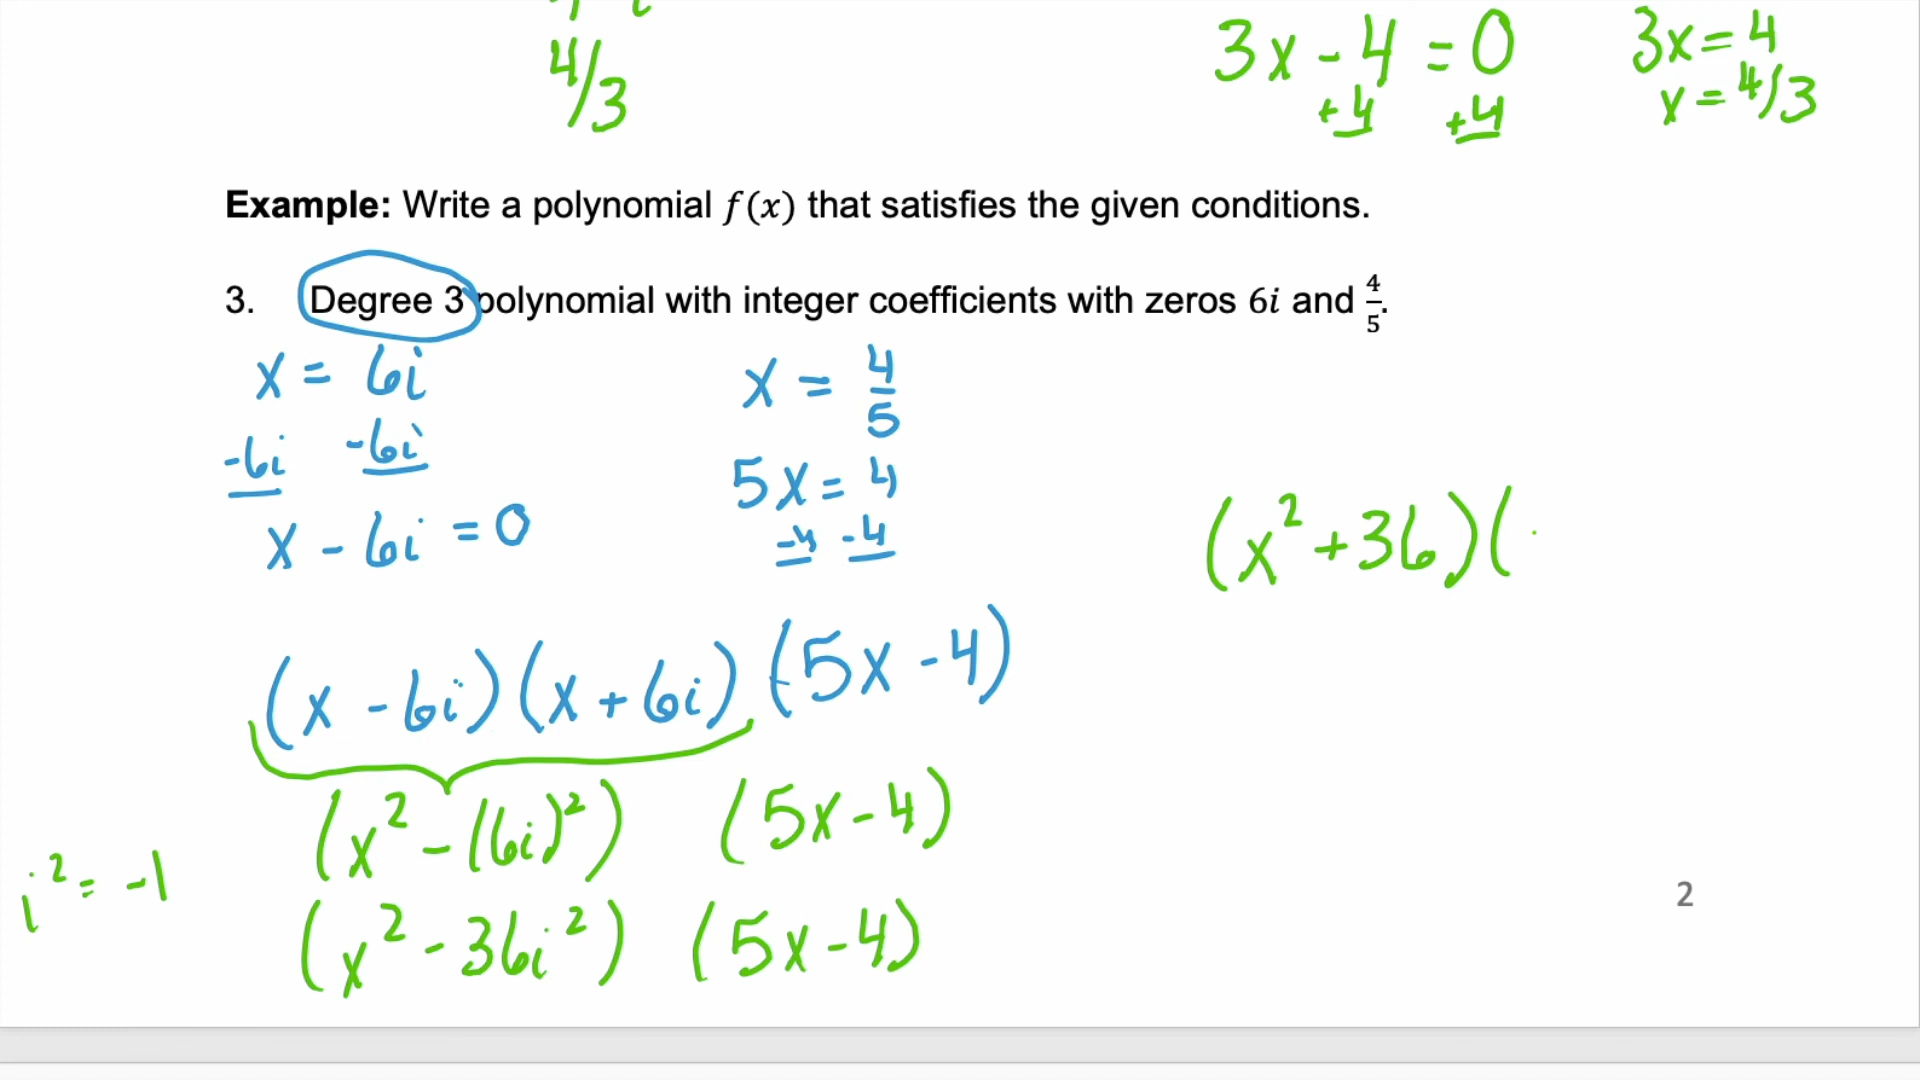 4/3
3x - 4 = 0
+4 +4
3x = 4
x = 4/3
Example: Write a polynomial f(x) that satisfies the given conditions.
3. Degree 3 polynomial with integer coefficients with zeros 6i and 4/5.
x = 6i
-6i -6i
x - 6i = 0
x = 4/5
5x = 4
-4 -4
(x - 6i)(x + 6i)(5x - 4)
(x² - (6i)²) (5x - 4)
i² = -1
(x² - 36i²) (5x - 4)
(x² + 36)(
2